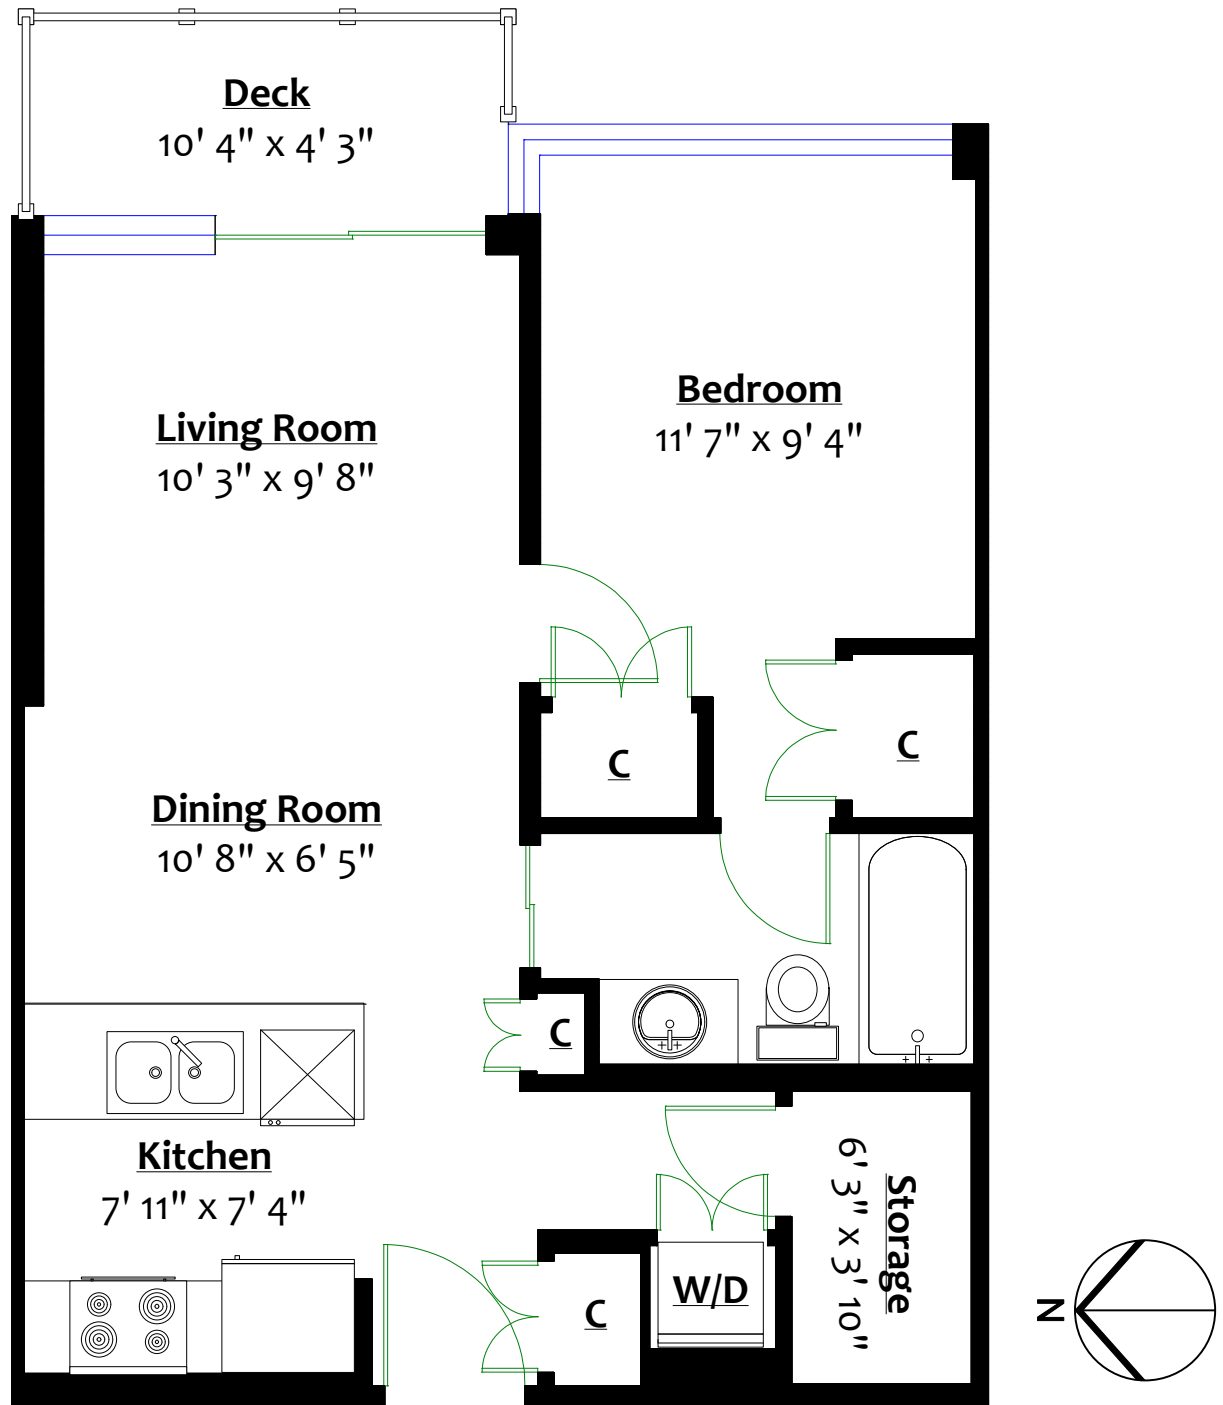 Deck
10' 4" x 4' 3"
Living Room
10' 3" x 9' 8"
Bedroom
11' 7" x 9' 4"
C
C
Dining Room
10' 8" x 6' 5"
C
Kitchen
7' 11" x 7' 4"
Storage
6' 3" x 3' 10"
W/D
C
N